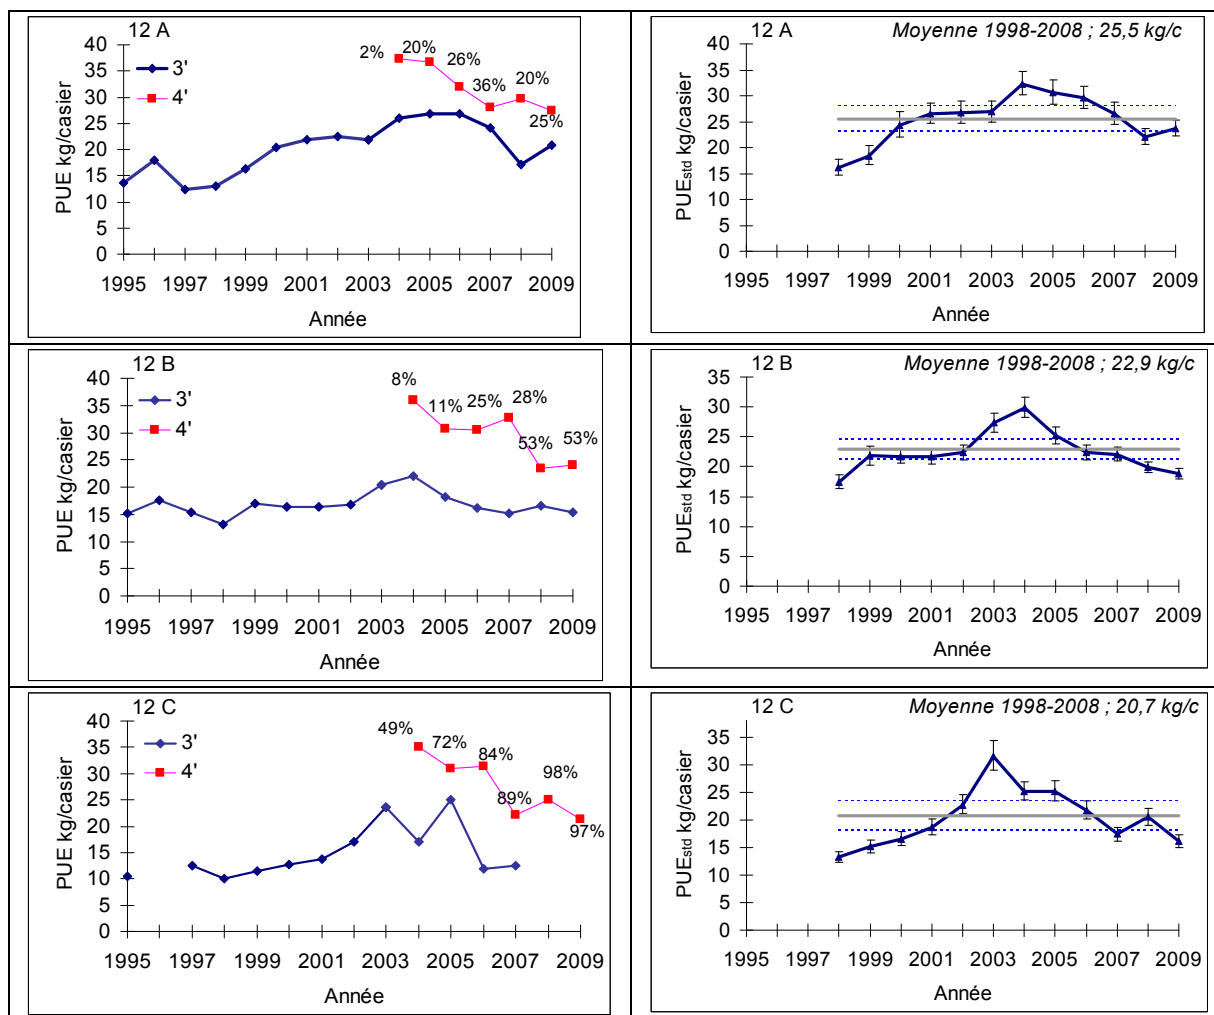 12 A
PUE kg/casier
40
35
30
25
20
15
10
5
0
3'
4'
2%
20%
26%
36%
20%
25%
1995 1997 1999 2001 2003 2005 2007 2009
Année
12 A
Moyenne 1998-2008 ; 25,5 kg/c
PUEstd kg/casier
40
35
30
25
20
15
10
5
0
1995 1997 1999 2001 2003 2005 2007 2009
Année
12 B
PUE kg/casier
40
35
30
25
20
15
10
5
0
3'
4'
8%
11%
25%
28%
53%
53%
1995 1997 1999 2001 2003 2005 2007 2009
Année
12 B
Moyenne 1998-2008 ; 22,9 kg/c
PUEstd kg/casier
35
30
25
20
15
10
5
0
1995 1997 1999 2001 2003 2005 2007 2009
Année
12 C
PUE kg/casier
40
35
30
25
20
15
10
5
0
3'
4'
49%
72%
84%
89%
98%
97%
1995 1997 1999 2001 2003 2005 2007 2009
Année
12 C
Moyenne 1998-2008 ; 20,7 kg/c
PUEstd kg/casier
35
30
25
20
15
10
5
0
1995 1997 1999 2001 2003 2005 2007 2009
Année